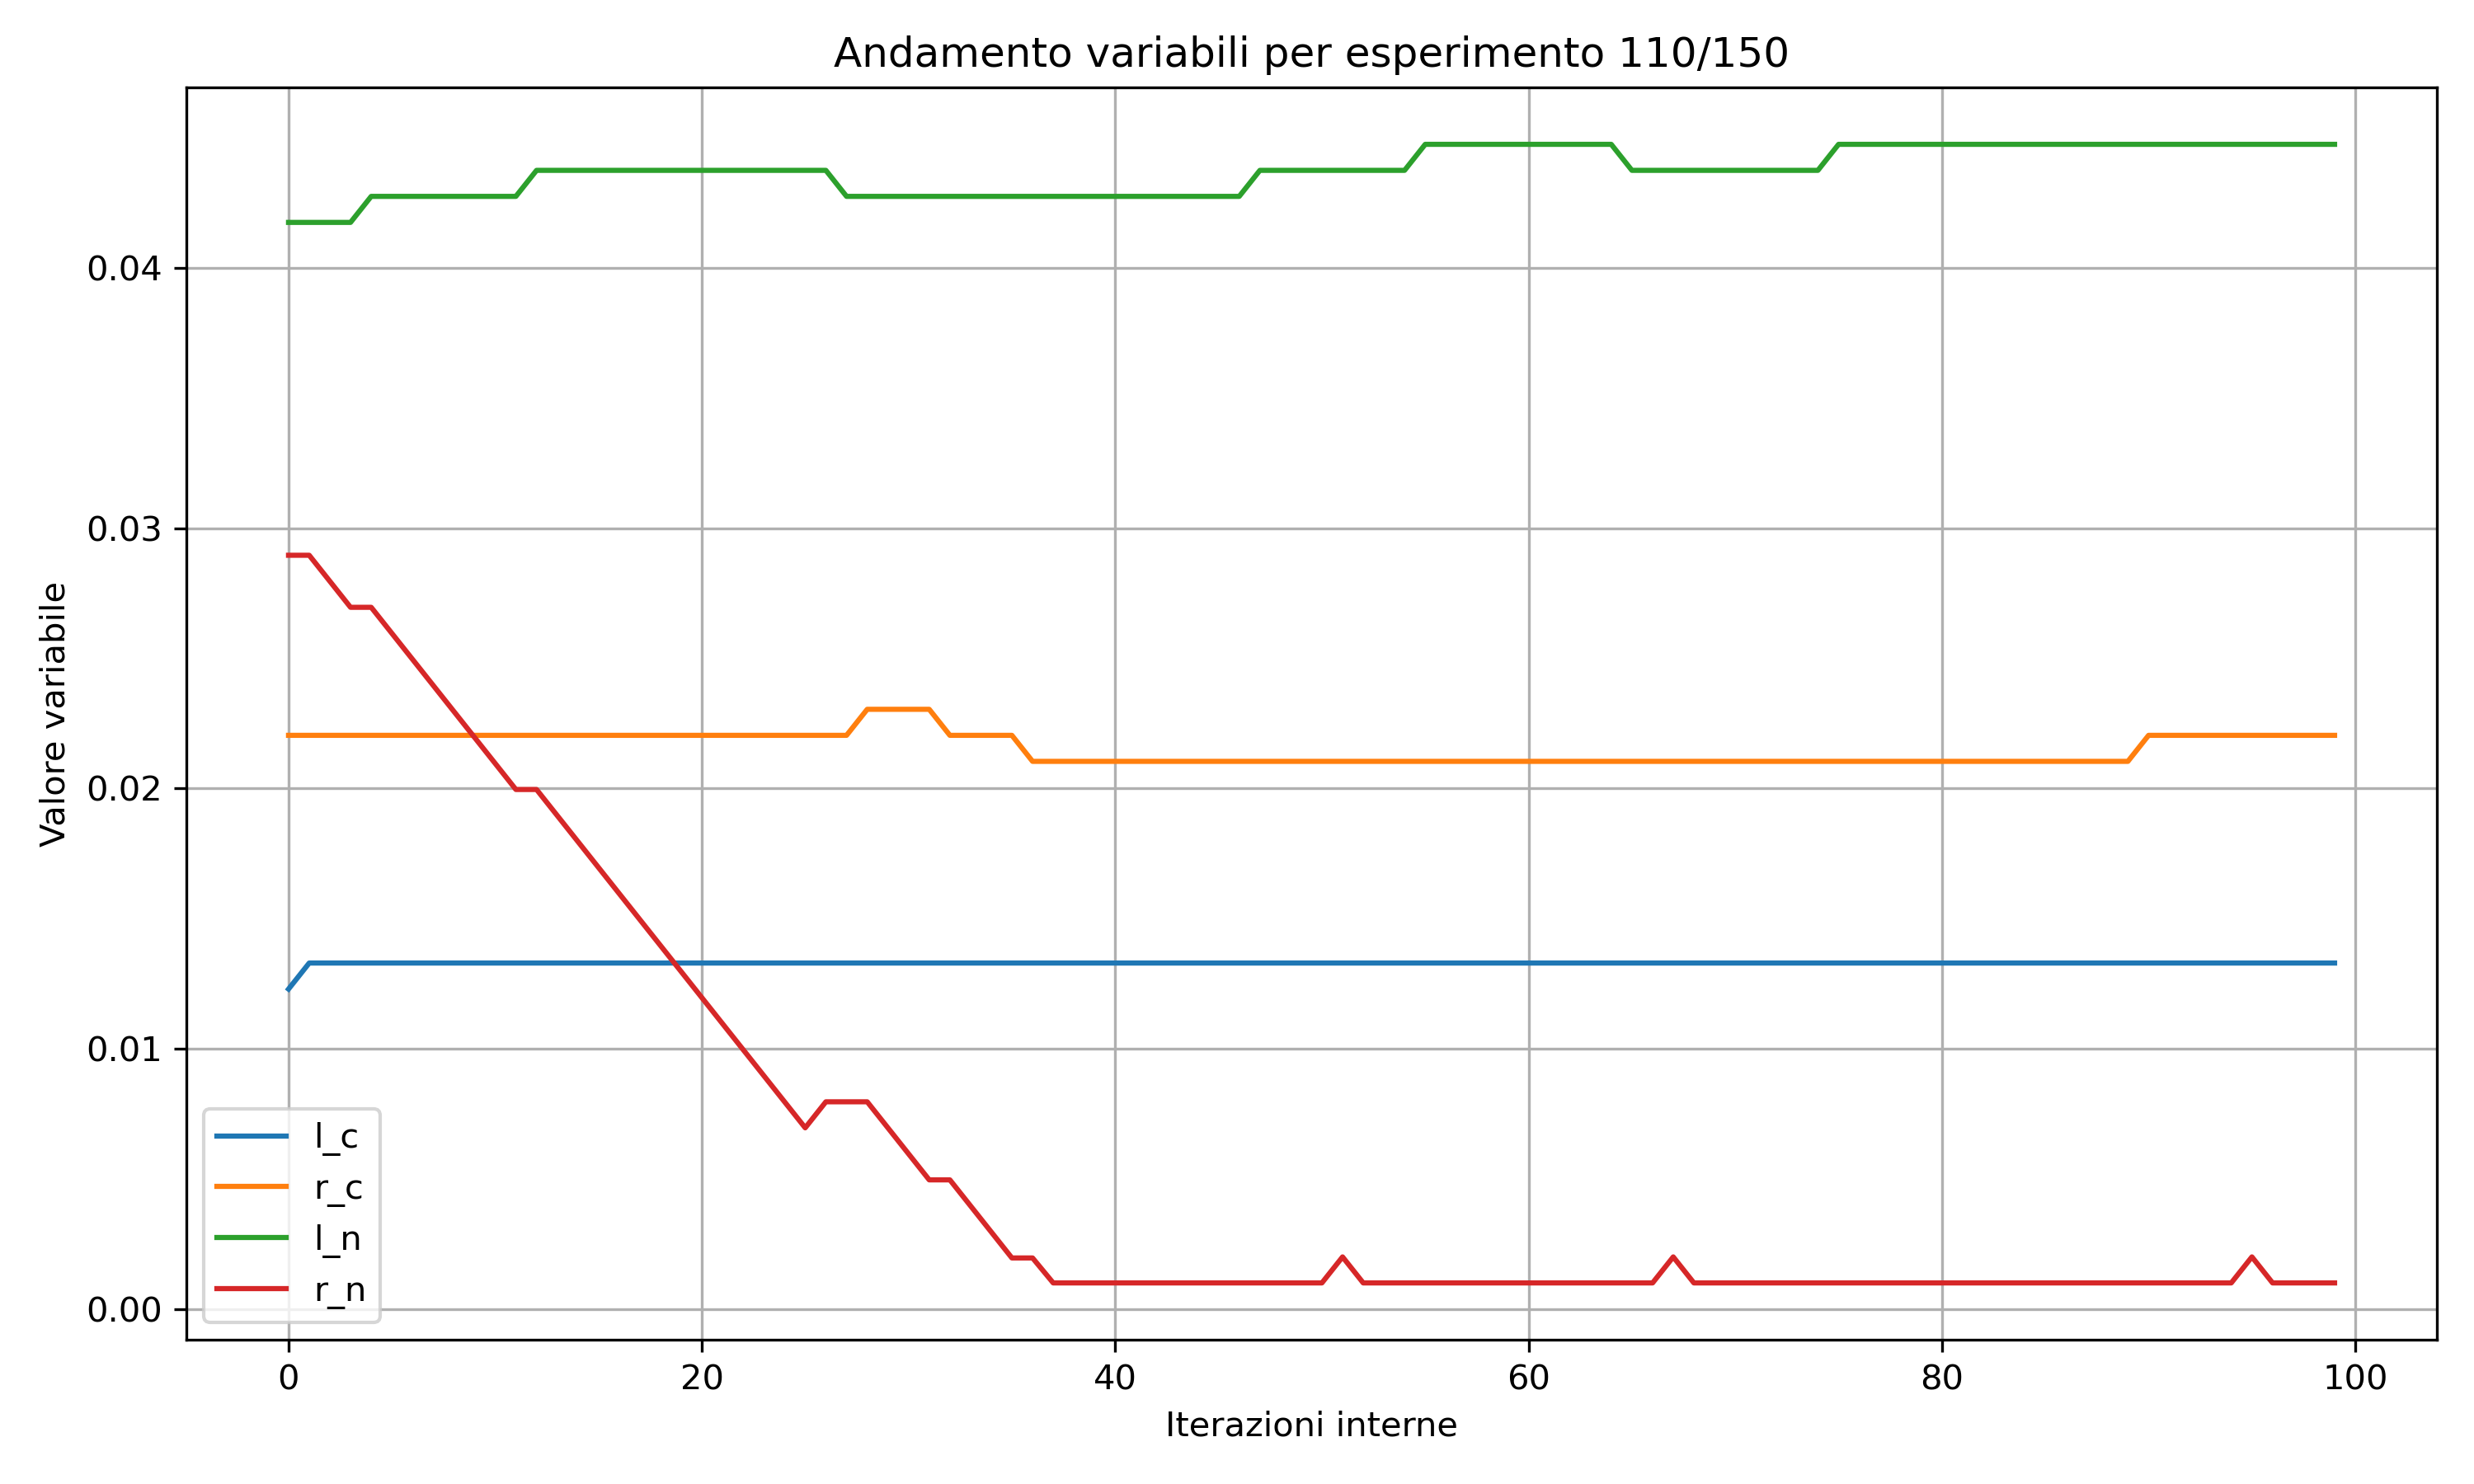 Andamento variabili per esperimento 110/150
Valore variabile
0.04
0.03
0.02
0.01
0.00
l_c
r_c
l_n
r_n
0 20 40 60 80 100
Iterazioni interne